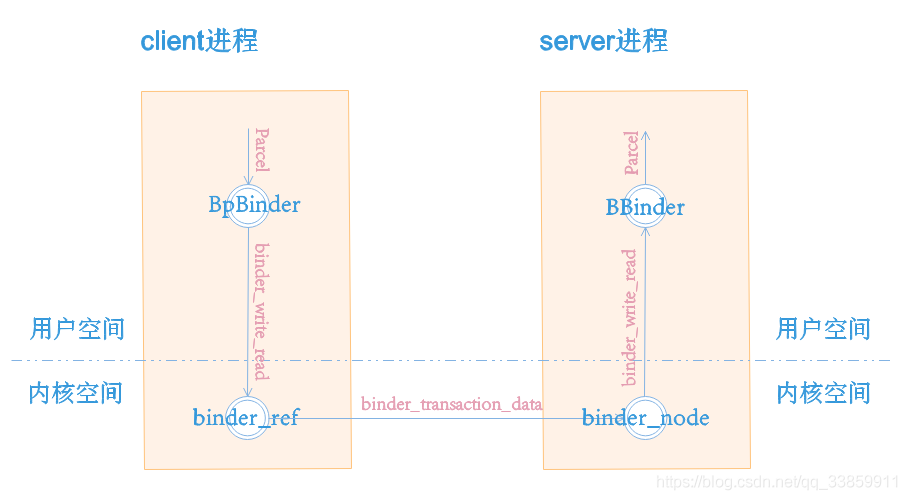 client进程
server进程
Parcel
Parcel
BpBinder
BBinder
binder_write_read
binder_write_read
用户空间
用户空间
内核空间
内核空间
binder_transaction_data
binder_ref
binder_node
https://blog.csdn.net/qq_33859911